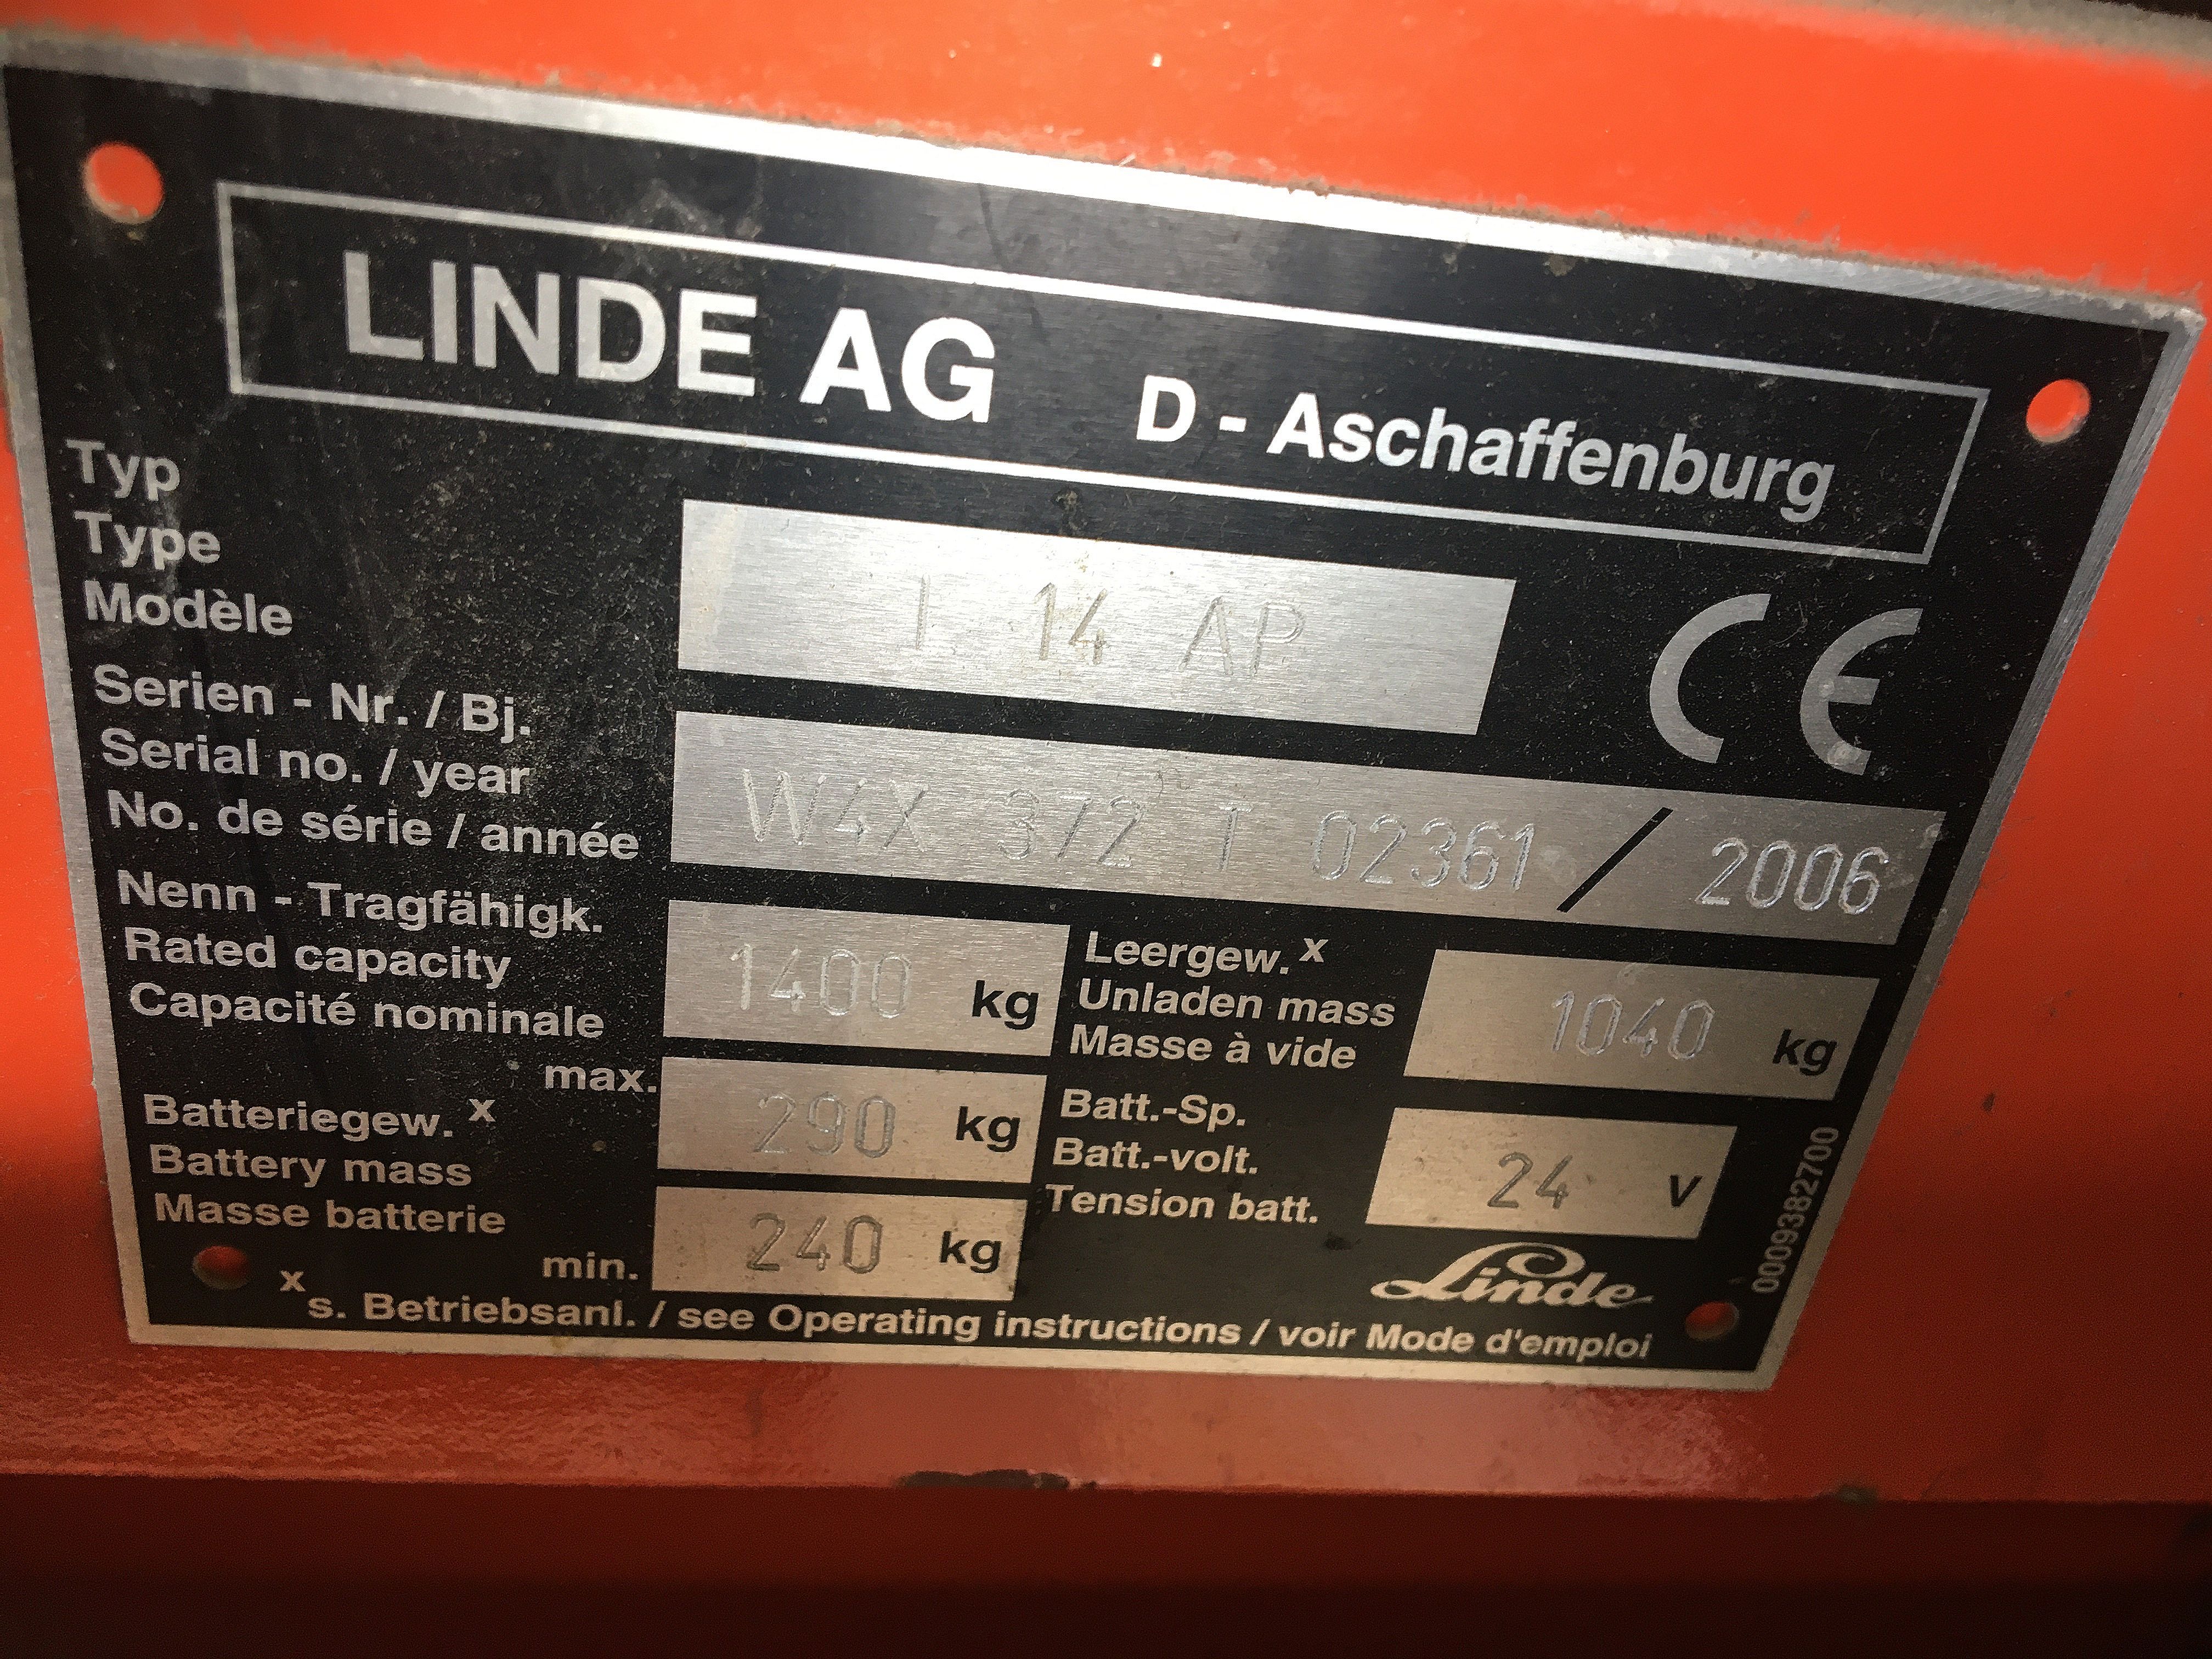 LINDE AG D - Aschaffenburg
Typ
Type
Modèle
L 14 AP
CE
Serien - Nr. / Bj.
Serial no. / year
No. de série / année
W4X 372 T 02361 / 2006
Nenn - Tragfähigk.
Rated capacity
Capacité nominale
1400 kg
Leergew. x
Unladen mass
Masse à vide
1040 kg
max.
Batteriegew. x
Battery mass
Masse batterie
min.
290 kg
240 kg
Batt.-Sp.
Batt.-volt.
Tension batt.
24 V
Linde
0009382700
x s. Betriebsanl. / see Operating instructions / voir Mode d'emploi